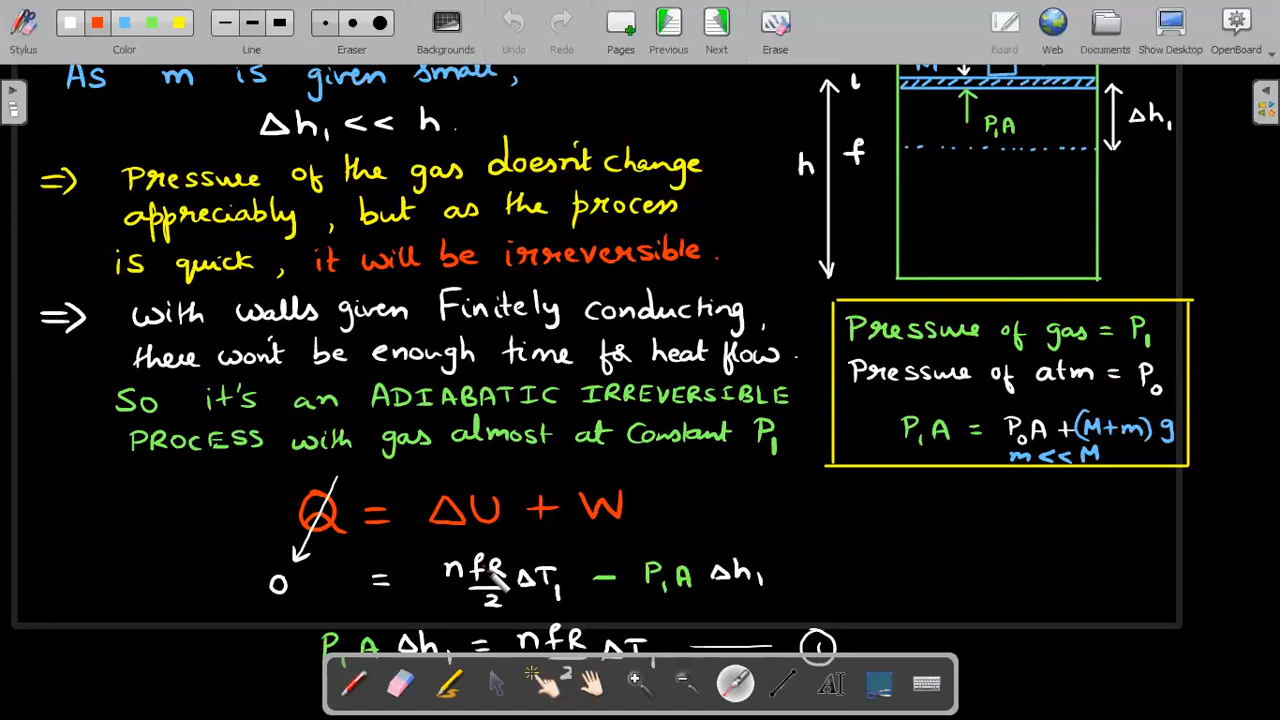 Stylus Color Line Eraser Backgrounds Undo Redo Pages Previous Next Erase Board Web Documents Show Desktop OpenBoard
As m is given small,
Δh₁ << h.
=> Pressure of the gas doesn't change
appreciably, but as the process
is quick, it will be irreversible.
=> With walls given Finitely conducting,
there won't be enough time for heat flow.
So it's an ADIABATIC IRREVERSIBLE
PROCESS with gas almost at Constant P₁
Q = ΔU + W
0 = nfR/2 ΔT₁ - P₁A Δh₁
P₁A Δh₁ = nfR/2 ΔT₁ —— ①
M i
P₁A Δh₁
h f
Pressure of gas = P₁
Pressure of atm = P₀
P₁A = P₀A + (M+m)g
m << M